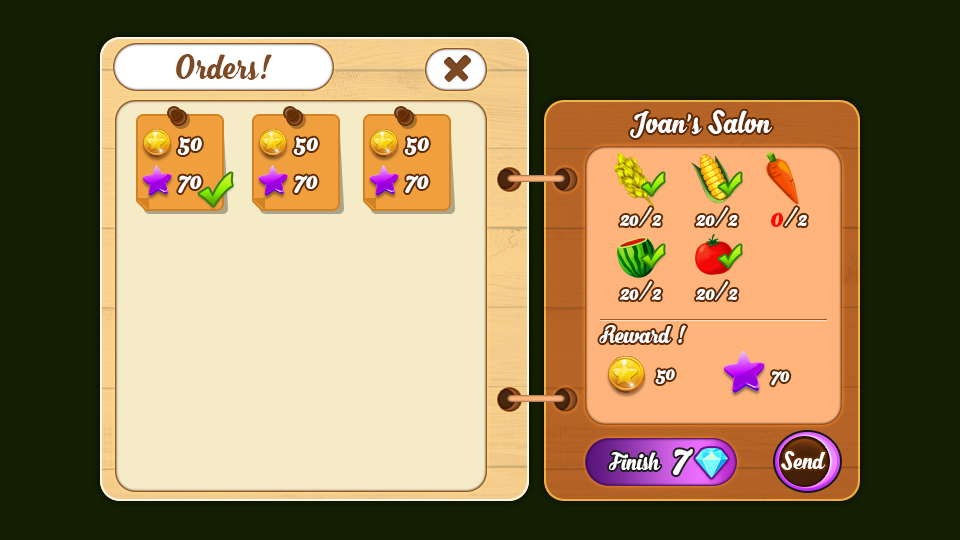 Orders!
50 50 50
70 70 70
Joan's Salon
20/2 20/2 0/2
20/2 20/2
Reward !
50 70
Finish 7
Send